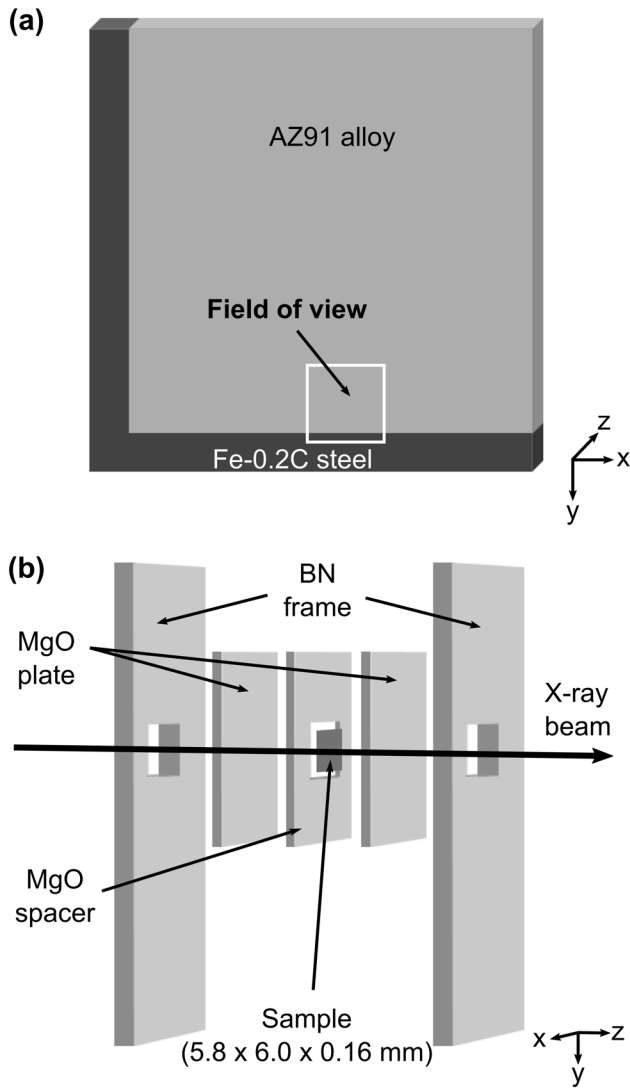 (a)
AZ91 alloy
Field of view
Fe-0.2C steel
z
x
y
(b)
BN
frame
MgO
plate
X-ray
beam
MgO
spacer
Sample
(5.8 x 6.0 x 0.16 mm)
x
z
y